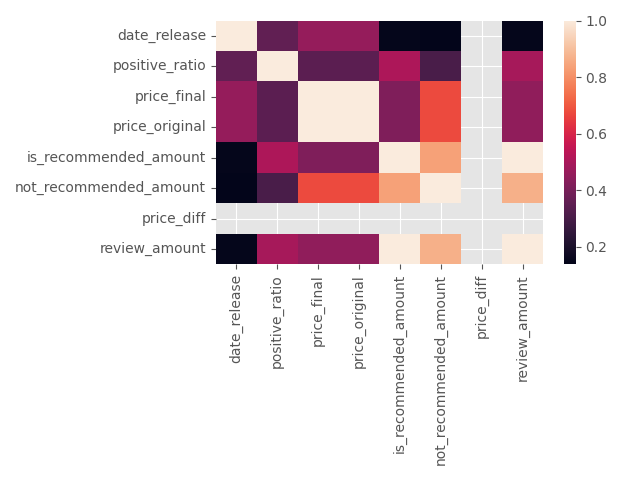 date_release
positive_ratio
price_final
price_original
is_recommended_amount
not_recommended_amount
price_diff
review_amount
date_release
positive_ratio
price_final
price_original
is_recommended_amount
not_recommended_amount
price_diff
review_amount
1.0
0.8
0.6
0.4
0.2